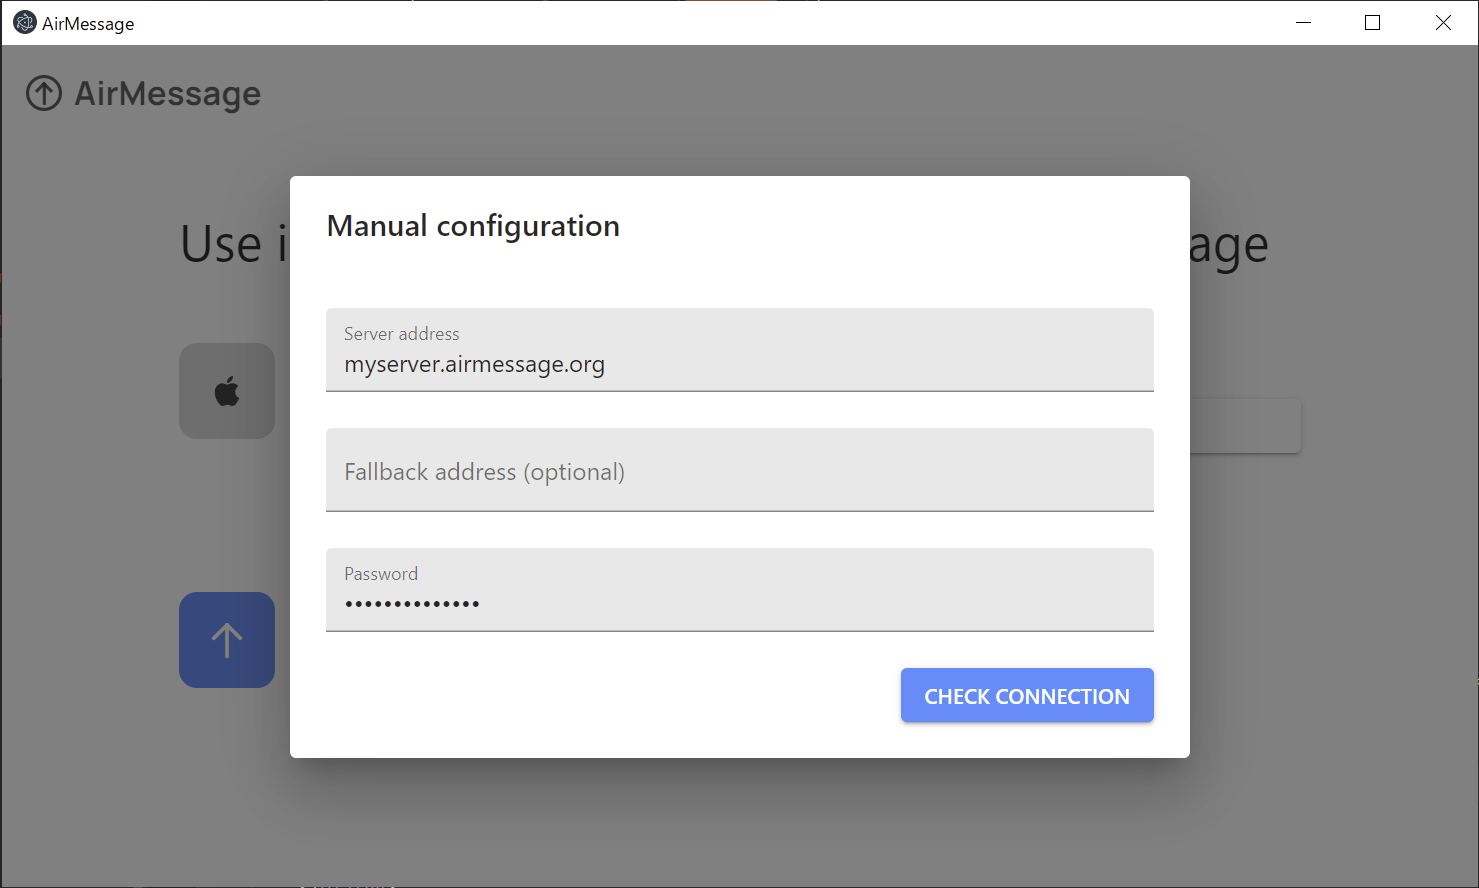 AirMessage
AirMessage
Use
age
Manual configuration
Server address
myserver.airmessage.org
Fallback address (optional)
Password
••••••••••••••
CHECK CONNECTION